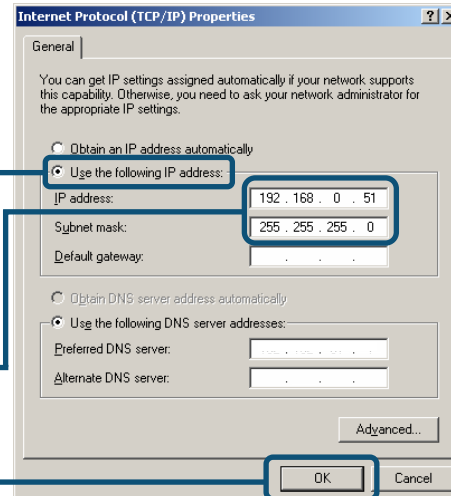 Internet Protocol (TCP/IP) Properties
General
You can get IP settings assigned automatically if your network supports
this capability. Otherwise, you need to ask your network administrator for
the appropriate IP settings.
Obtain an IP address automatically
Use the following IP address:
IP address: 192 . 168 . 0 . 51
Subnet mask: 255 . 255 . 255 . 0
Default gateway: . . .
Obtain DNS server address automatically
Use the following DNS server addresses:
Preferred DNS server:
Alternate DNS server: . . .
Advanced...
OK Cancel